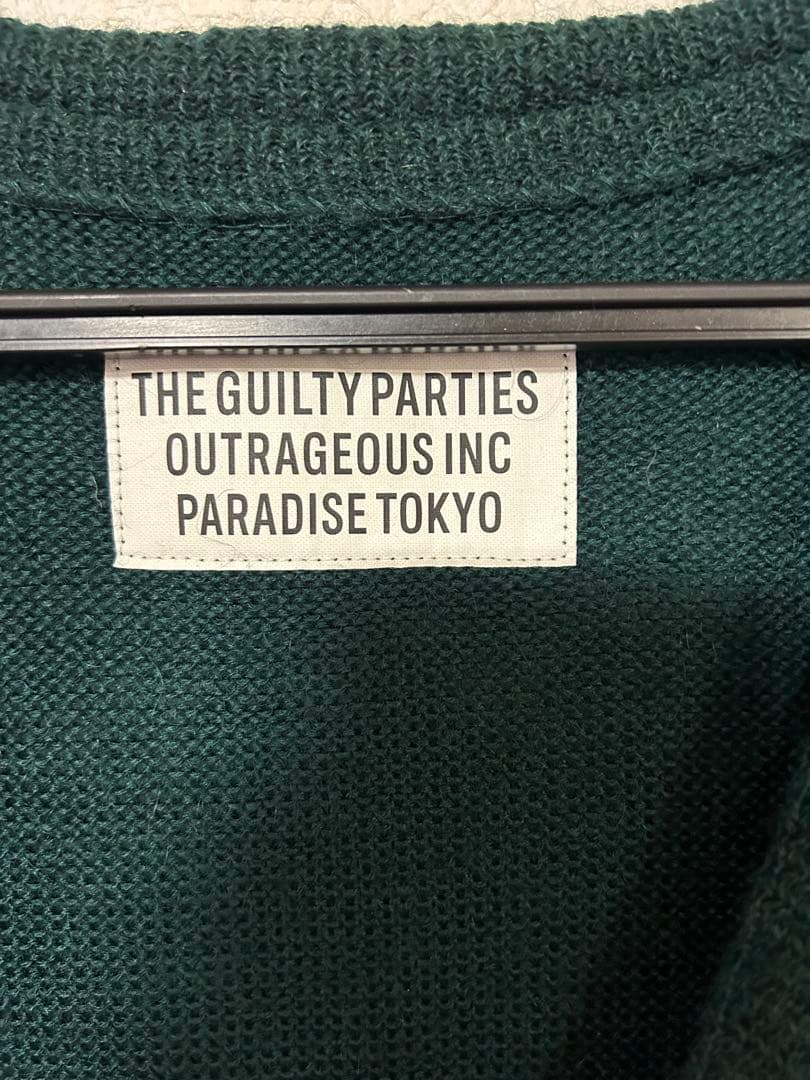 THE GUILTY PARTIES
OUTRAGEOUS INC
PARADISE TOKYO